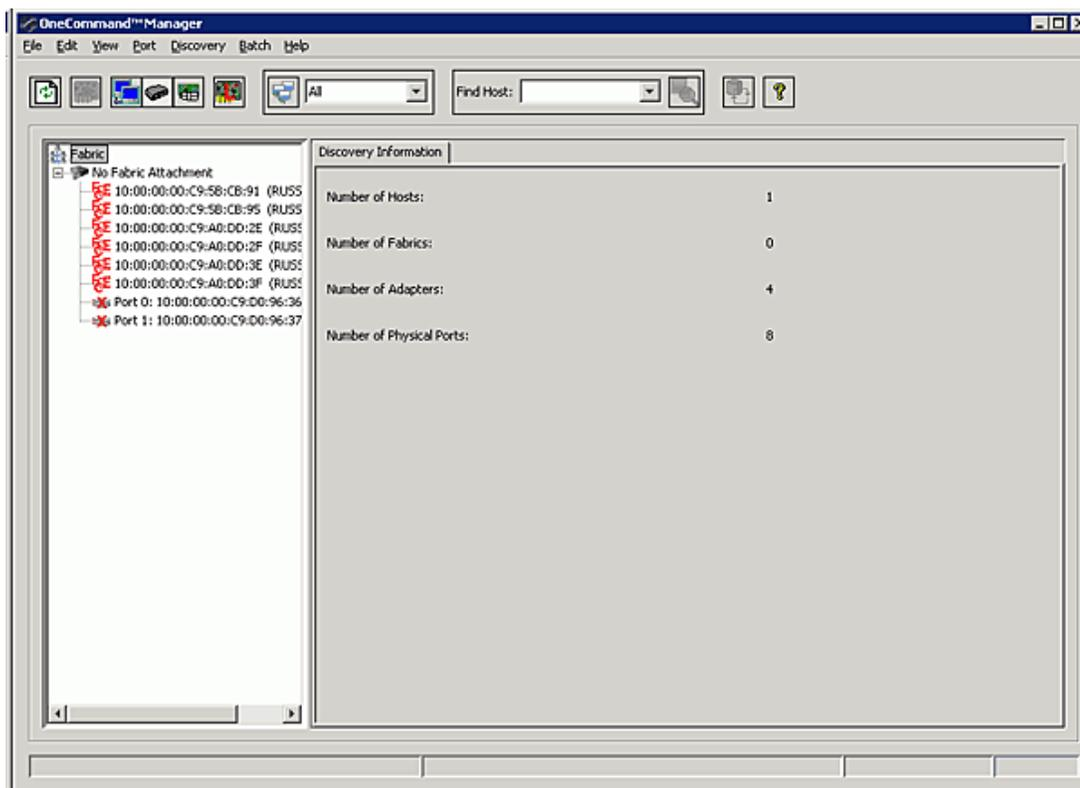 OneCommand™Manager
File Edit View Port Discovery Batch Help
All
Find Host:
Fabric
No Fabric Attachment
10:00:00:00:C9:5B:CB:91 (RUSS
10:00:00:00:C9:5B:CB:95 (RUSS
10:00:00:00:C9:A0:DD:2E (RUSS
10:00:00:00:C9:A0:DD:2F (RUSS
10:00:00:00:C9:A0:DD:3E (RUSS
10:00:00:00:C9:A0:DD:3F (RUSS
Port 0: 10:00:00:00:C9:D0:96:36
Port 1: 10:00:00:00:C9:D0:96:37
Discovery Information
Number of Hosts: 1
Number of Fabrics: 0
Number of Adapters: 4
Number of Physical Ports: 8